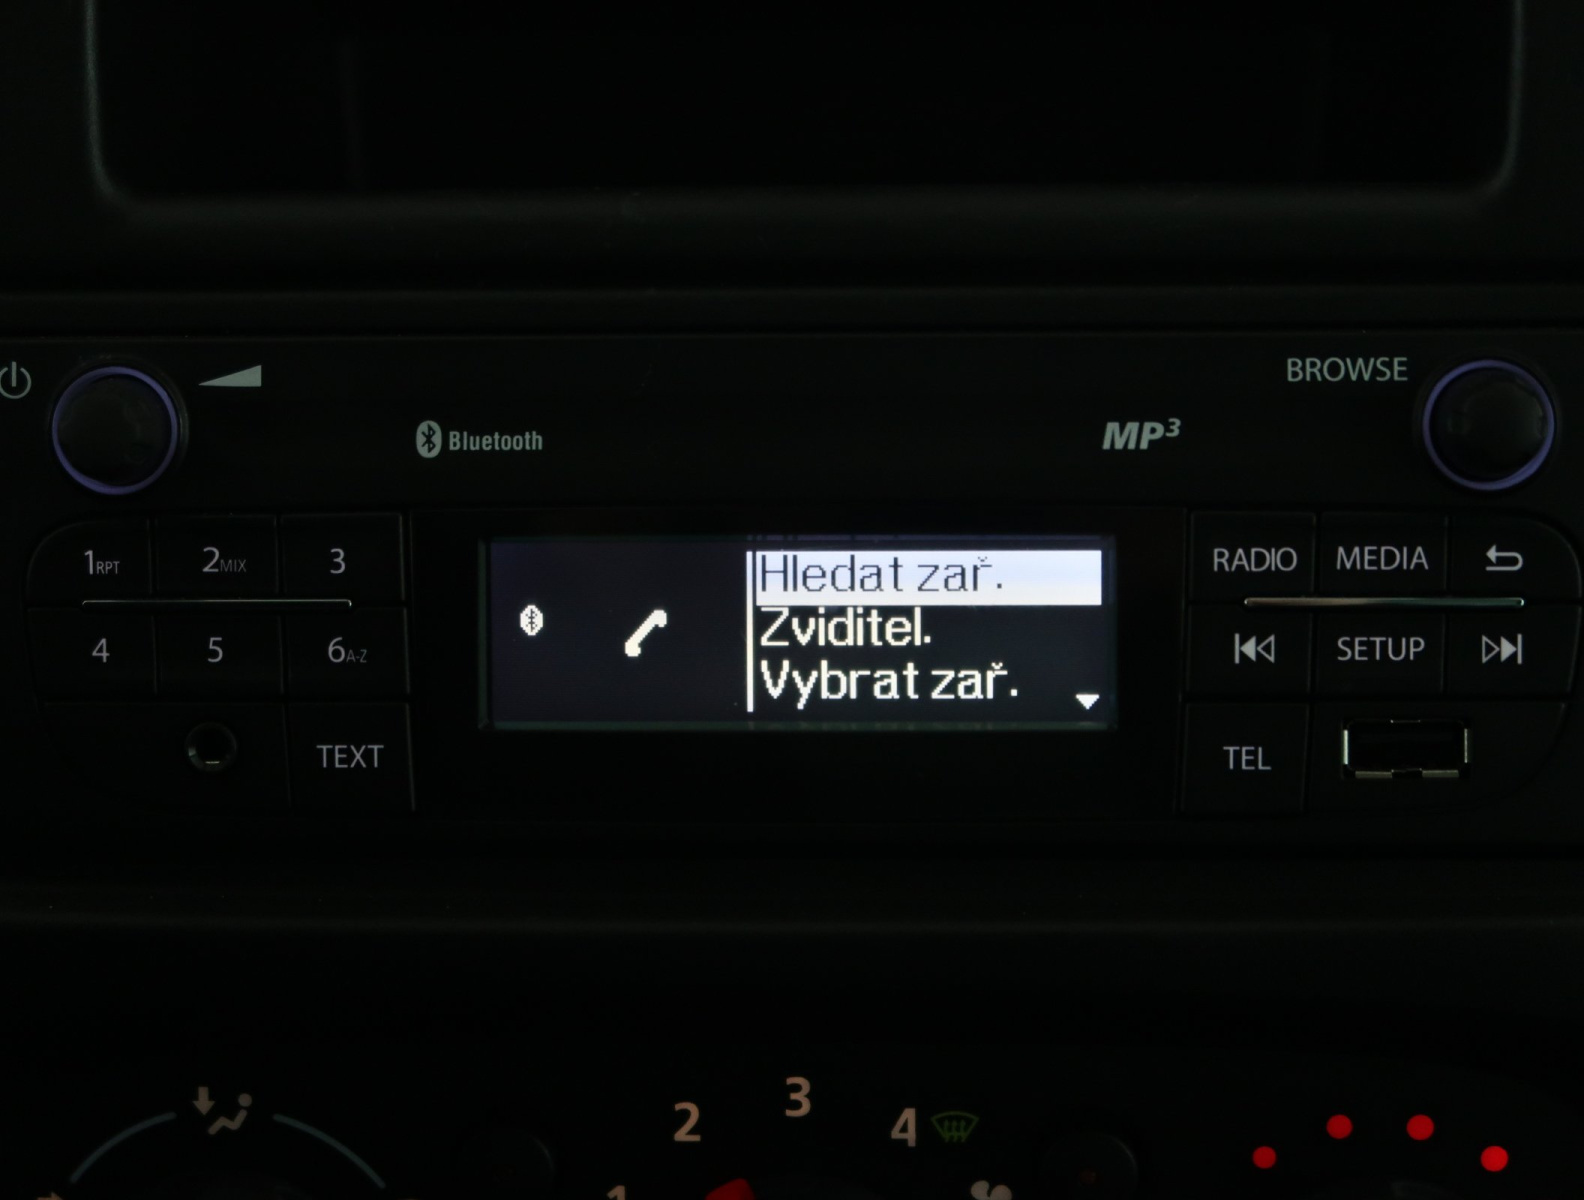 BROWSE
Bluetooth
MP3
1RPT
2MIX
3
Hledat zař.
RADIO
MEDIA
4
5
6A-Z
Zviditel.
SETUP
Vybrat zař.
TEXT
TEL
1
2
3
4